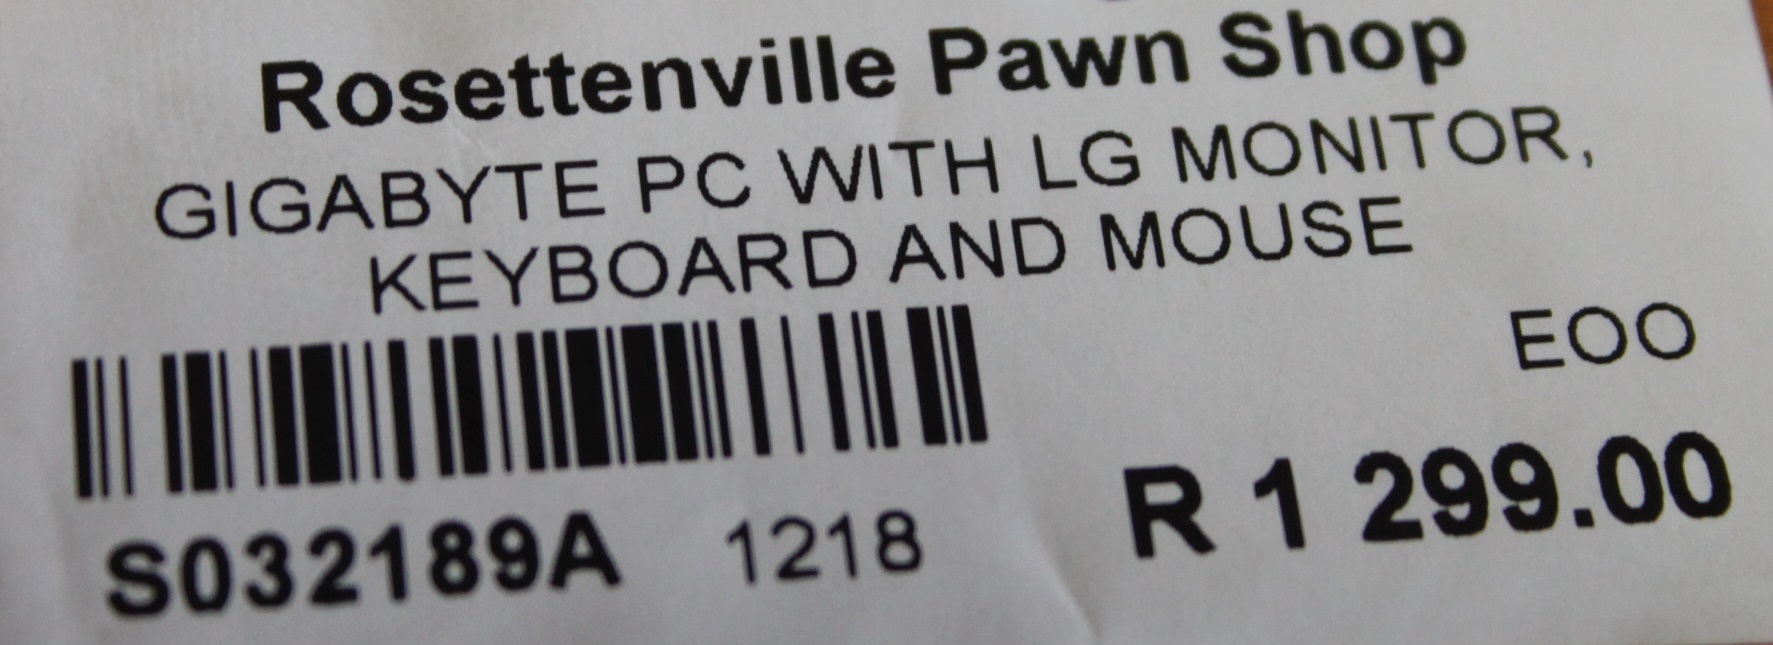 Rosettenville Pawn Shop
GIGABYTE PC WITH LG MONITOR,
KEYBOARD AND MOUSE
EOO
R 1 299.00
S032189A 1218